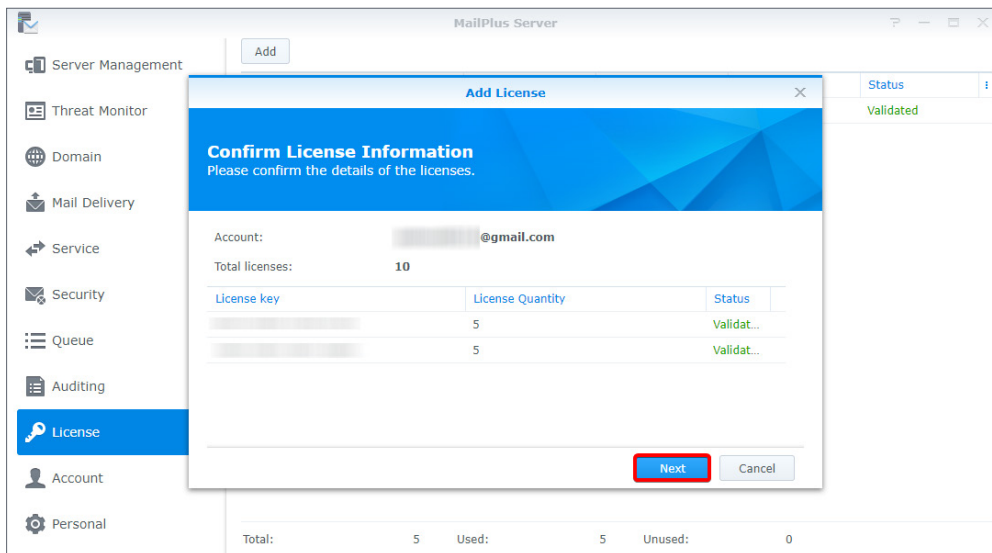 MailPlus Server
Server Management
Threat Monitor
Domain
Mail Delivery
Service
Security
Queue
Auditing
License
Account
Personal
Add
Status
Validated
Add License
Confirm License Information
Please confirm the details of the licenses.
Account: @gmail.com
Total licenses: 10
License key License Quantity Status
5 Validat...
5 Validat...
Next Cancel
Total: 5 Used: 5 Unused: 0